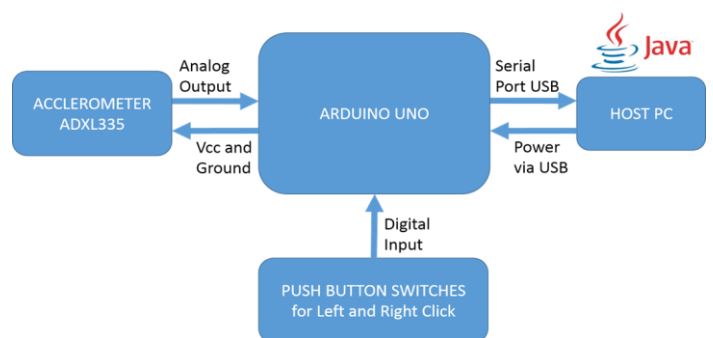 Java
Analog
Output
Serial
Port USB
ACCLEROMETER
ADXL335
ARDUINO UNO
HOST PC
Vcc and
Ground
Power
via USB
Digital
Input
PUSH BUTTON SWITCHES
for Left and Right Click